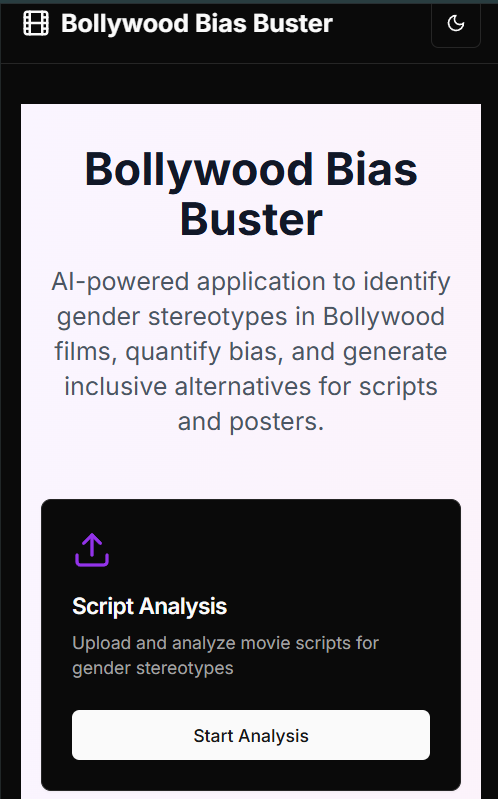 Bollywood Bias Buster
Bollywood Bias
Buster
AI-powered application to identify
gender stereotypes in Bollywood
films, quantify bias, and generate
inclusive alternatives for scripts
and posters.
Script Analysis
Upload and analyze movie scripts for
gender stereotypes
Start Analysis